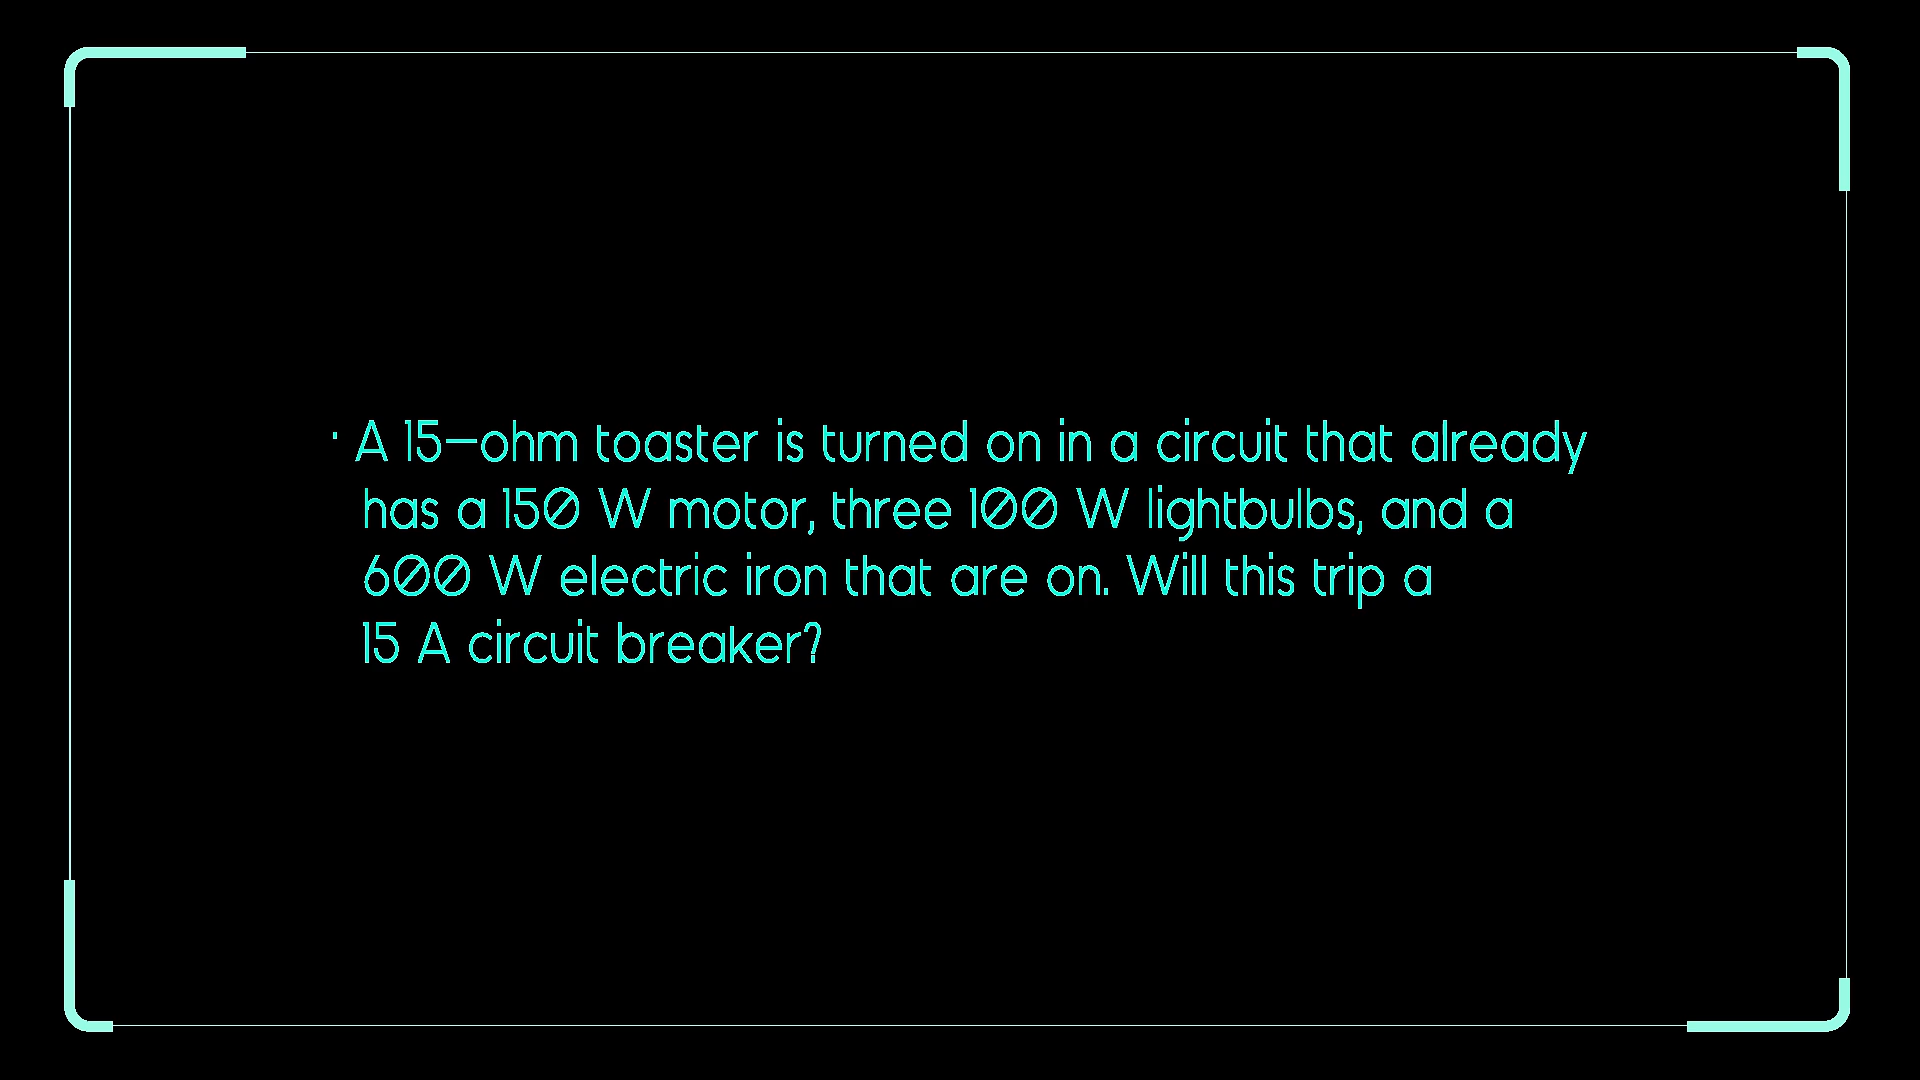 · A 15–ohm toaster is turned on in a circuit that already
has a 150 W motor, three 100 W lightbulbs, and a
600 W electric iron that are on. Will this trip a
15 A circuit breaker?